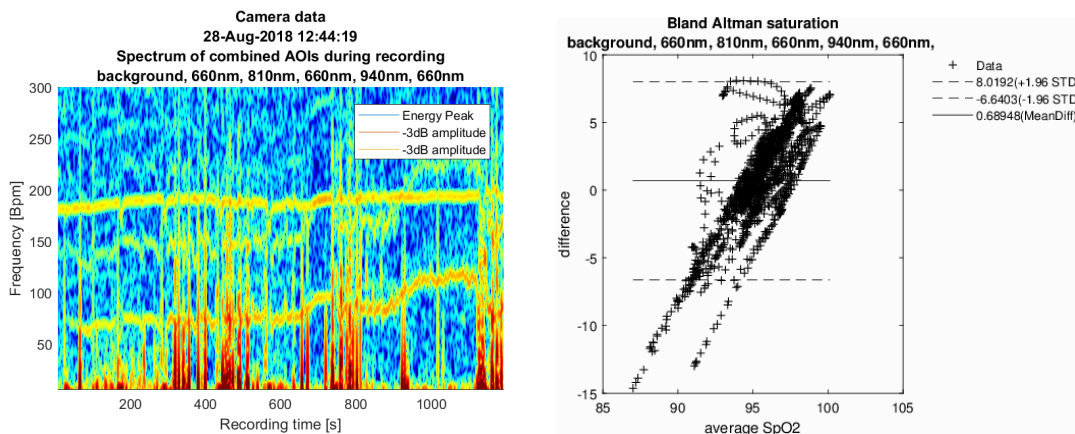 Camera data
28-Aug-2018 12:44:19
Spectrum of combined AOIs during recording
background, 660nm, 810nm, 660nm, 940nm, 660nm
300
250
200
150
100
50
Frequency [Bpm]
200
400
600
800
1000
Recording time [s]
Energy Peak
-3dB amplitude
-3dB amplitude
Bland Altman saturation
background, 660nm, 810nm, 660nm, 940nm, 660nm,
10
5
0
-5
-10
-15
difference
85
90
95
100
105
average SpO2
Data
8.0192(+1.96 STD
-6.6403(-1.96 STD
0.68948(MeanDiff)